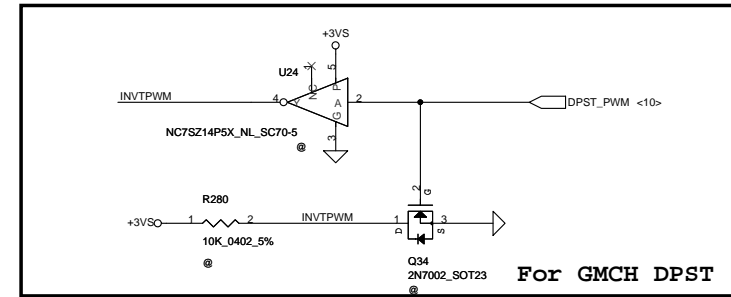 +3VS
U24
1
NC
5
P
INVTPWM
4
Y
A
2
DPST_PWM <10>
G
3
NC7SZ14P5X_NL_SC70-5
@
R280
2
G
+3VS
1
2
INVTPWM
1
3
D
S
10K_0402_5%
@
Q34
2N7002_SOT23
@
For GMCH DPST